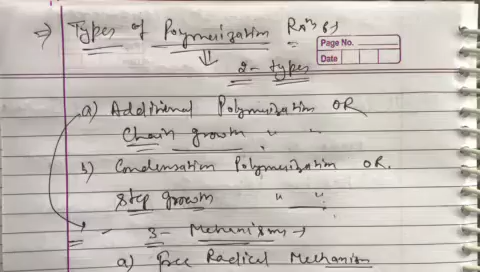 ⇒) Types of Polymerization Rxns
Page No.
Date
2- types
a) Additional Polymerization OR
Chain growth " "
b) Condensation Polymerization OR.
Step growth " "
3- Mechanisms →
a) Free Radical Mechanism